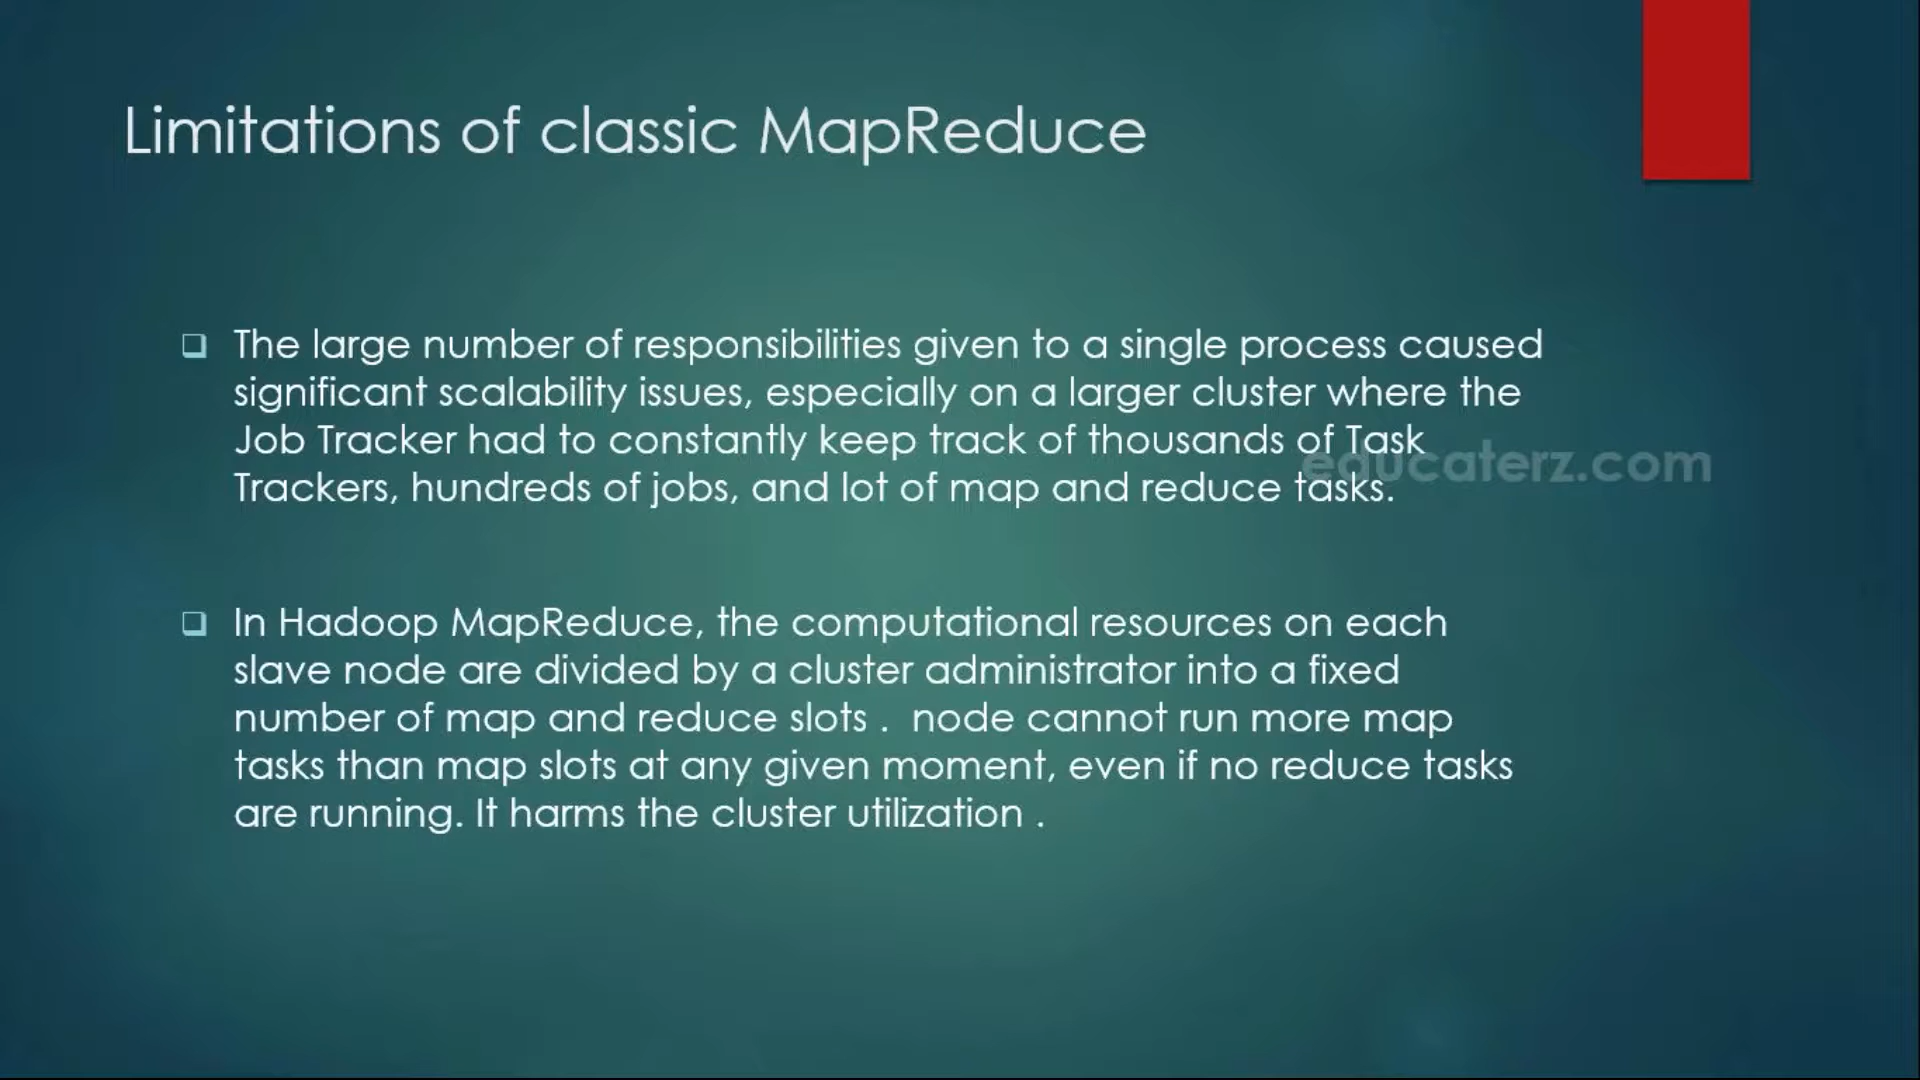 Limitations of classic MapReduce
The large number of responsibilities given to a single process caused
significant scalability issues, especially on a larger cluster where the
Job Tracker had to constantly keep track of thousands of Task
educaterz.com
Trackers, hundreds of jobs, and lot of map and reduce tasks.
In Hadoop MapReduce, the computational resources on each
slave node are divided by a cluster administrator into a fixed
number of map and reduce slots .  node cannot run more map
tasks than map slots at any given moment, even if no reduce tasks
are running. It harms the cluster utilization .